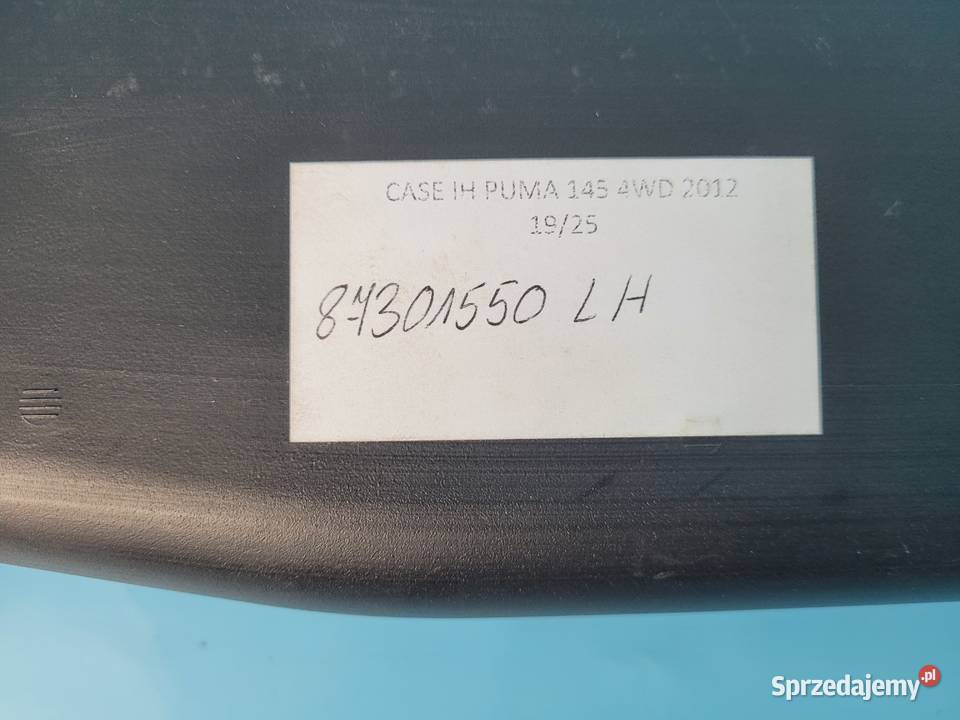 CASE IH PUMA 145 4WD 2012
19/25
87301550 LH
Sprzedajemy.pl